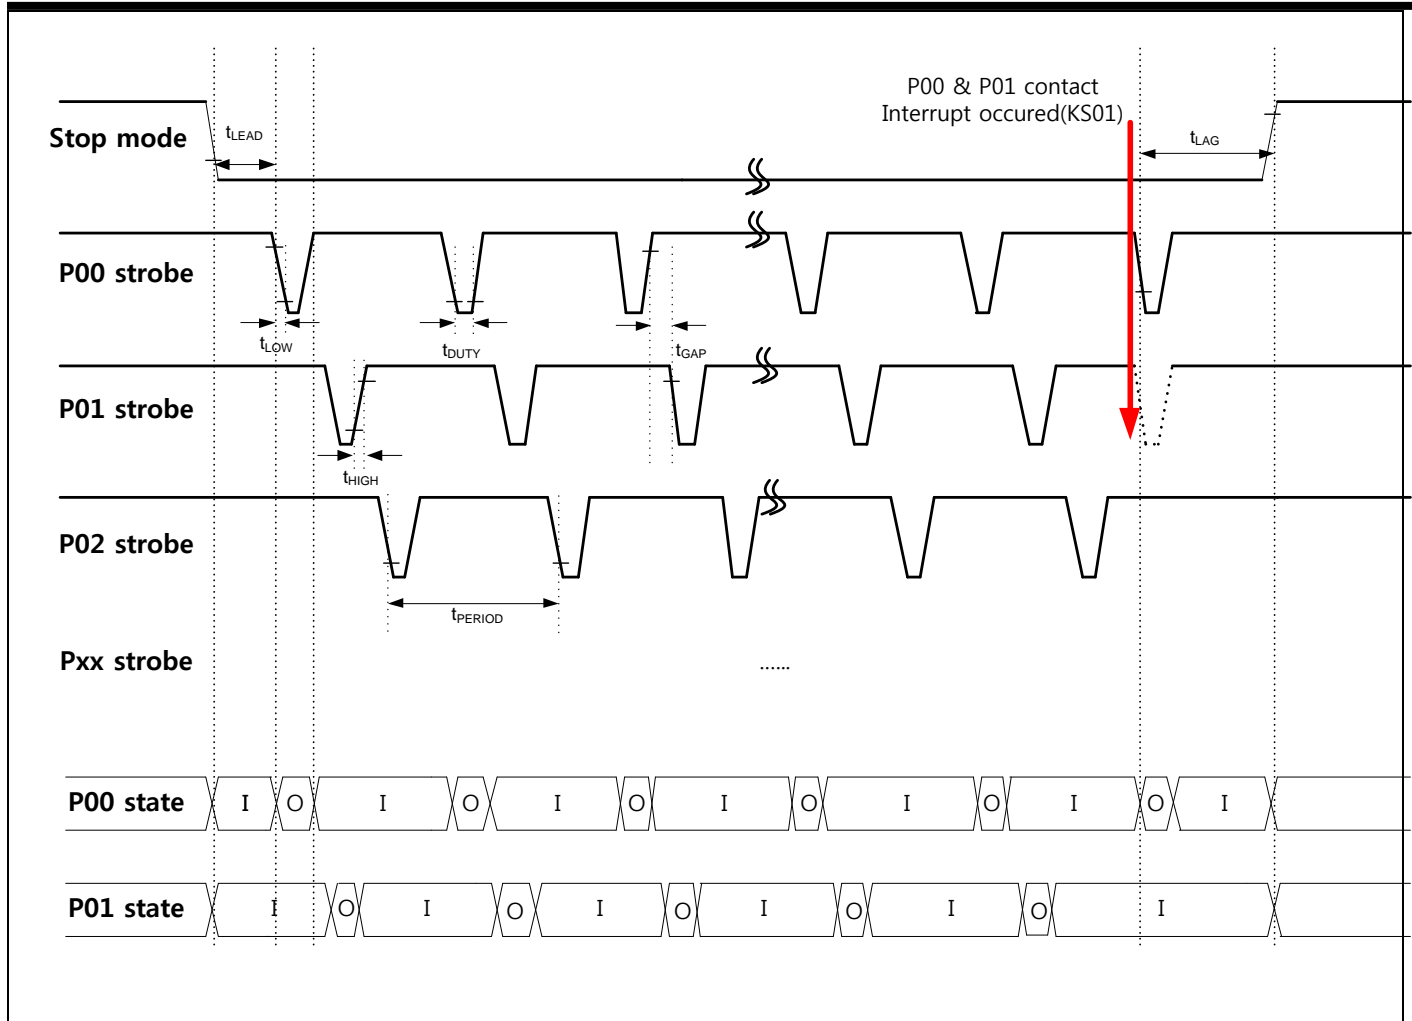 P00 & P01 contact
Interrupt occured(KS01)
Stop mode
tLEAD
tLAG
P00 strobe
tLOW
tDUTY
tGAP
P01 strobe
tHIGH
P02 strobe
tPERIOD
Pxx strobe
......
P00 state I O I O I O I O I O I O I
P01 state I O I O I O I O I O I